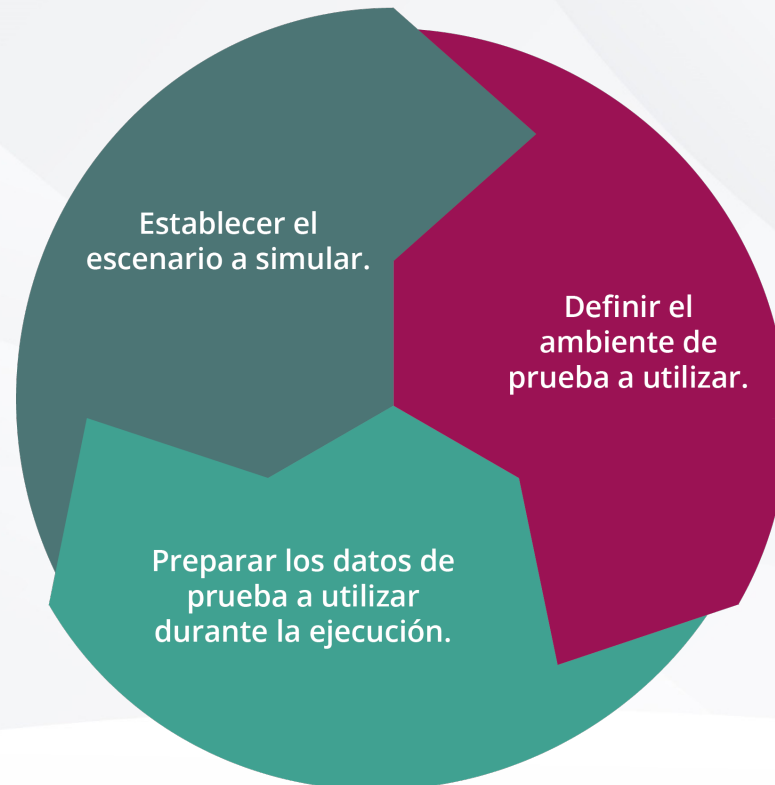 Establecer el
escenario a simular.
Definir el
ambiente de
prueba a utilizar.
Preparar los datos de
prueba a utilizar
durante la ejecución.